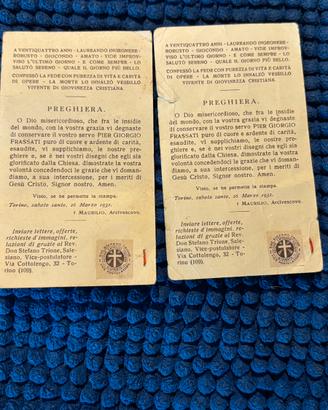 A VENTIQUATTRO ANNI - LAUREANDO INGEGNERE -
ROBUSTO - GIOCONDO - AMATO - VIDE IMPROV-
VISO L'ULTIMO GIORNO - E COME SEMPRE - LO
SALUTÒ SERENO - QUALE IL GIORNO PIÙ BELLO.
CONFESSÒ LA FEDE CON PUREZZA DI VITA E CARITÀ
DI OPERE - LA MORTE LO INNALZÒ VESSILLO
VIVENTE DI GIOVINEZZA CRISTIANA
PREGHIERA.
O Dio misericordioso, che fra le insidie
del mondo, con la vostra grazia vi degnaste
di conservare il vostro servo PIER GIORGIO
FRASSATI puro di cuore e ardente di carità,
esaudite, vi supplichiamo, le nostre pre-
ghiere e, se è nei vostri disegni che egli sia
glorificato dalla Chiesa, dimostrate la vostra
volontà concedendoci le grazie, che vi doman-
diamo, a sua intercessione, per i meriti di
Gesù Cristo, Signor nostro. Amen.
Visto, se ne permette la stampa.
Torino, sabato santo, 26 Marzo 1932.
† MAURILIO, Arcivescovo.
Inviare lettere, offerte,
richieste d'immagini, re-
lazioni di grazie al Rev.
Don Stefano Trione, Sale-
siano, Vicepostulatore -
Via Cottolengo, 32 - To-
rino (109).
A VENTIQUATTRO ANNI - LAUREANDO INGEGNERE -
ROBUSTO - GIOCONDO - AMATO - VIDE IMPROV-
VISO L'ULTIMO GIORNO - E COME SEMPRE - LO
SALUTÒ SERENO - QUALE IL GIORNO PIÙ BELLO.
CONFESSÒ LA FEDE CON PUREZZA DI VITA E CARITÀ
DI OPERE - LA MORTE LO INNALZÒ VESSILLO
VIVENTE DI GIOVINEZZA CRISTIANA
PREGHIERA.
O Dio misericordioso, che fra le insidie
del mondo, con la vostra grazia vi degnaste
di conservare il vostro servo PIER GIORGIO
FRASSATI puro di cuore e ardente di carità,
esaudite, vi supplichiamo, le nostre pre-
ghiere e, se è nei vostri disegni che egli sia
glorificato dalla Chiesa, dimostrate la vostra
volontà concedendoci le grazie, che vi doman-
diamo, a sua intercessione, per i meriti di
Gesù Cristo, Signor nostro. Amen.
Visto, se ne permette la stampa.
Torino, sabato santo, 26 Marzo 1932.
† MAURILIO, Arcivescovo.
Inviare lettere, offerte,
richieste d'immagini, re-
lazioni di grazie al Rev.
Don Stefano Trione, Sale-
siano, Vicepostulatore -
Via Cottolengo, 32 - To-
rino (109).